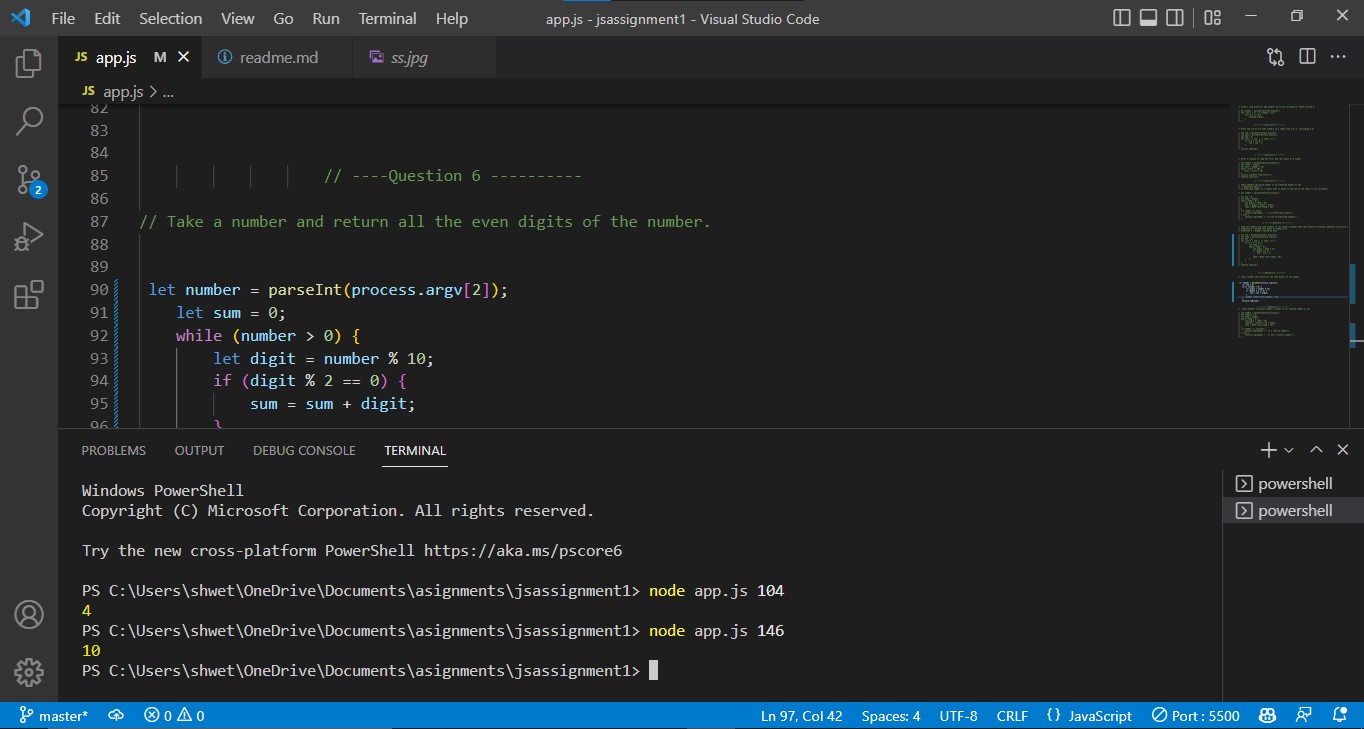 File Edit Selection View Go Run Terminal Help app.js - jsassignment1 - Visual Studio Code
JS app.js M readme.md ss.jpg
JS app.js > ...
82
83
84
85 // ----Question 6 ----------
86
87 // Take a number and return all the even digits of the number.
88
89
90 let number = parseInt(process.argv[2]);
91 let sum = 0;
92 while (number > 0) {
93 let digit = number % 10;
94 if (digit % 2 == 0) {
95 sum = sum + digit;
96 }
PROBLEMS OUTPUT DEBUG CONSOLE TERMINAL
Windows PowerShell
Copyright (C) Microsoft Corporation. All rights reserved.
Try the new cross-platform PowerShell https://aka.ms/pscore6
PS C:\Users\shwet\OneDrive\Documents\asignments\jsassignment1> node app.js 104
4
PS C:\Users\shwet\OneDrive\Documents\asignments\jsassignment1> node app.js 146
10
PS C:\Users\shwet\OneDrive\Documents\asignments\jsassignment1>
powershell
powershell
2
master* 0 0 Ln 97, Col 42 Spaces: 4 UTF-8 CRLF {} JavaScript Port : 5500